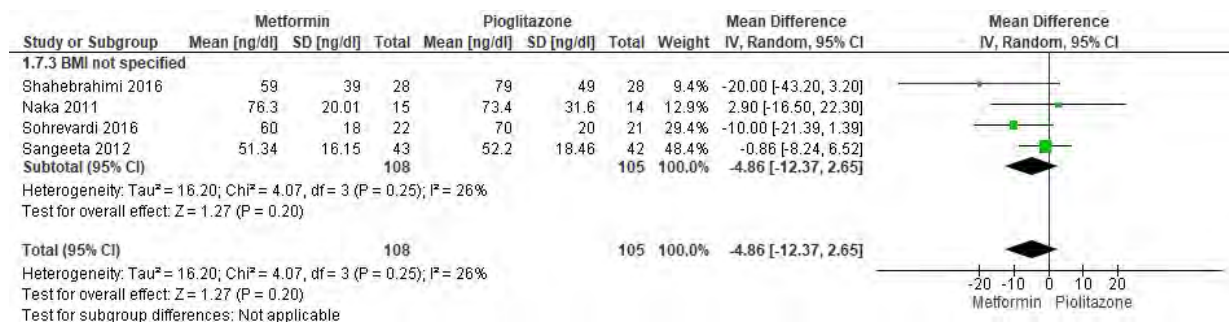 Metformin Pioglitazone Mean Difference Mean Difference
Study or Subgroup Mean [ng/dl] SD [ng/dl] Total Mean [ng/dl] SD [ng/dl] Total Weight IV, Random, 95% CI IV, Random, 95% CI
1.7.3 BMI not specified
Shahebrahimi 2016 59 39 28 79 49 28 9.4% -20.00 [-43.20, 3.20]
Naka 2011 76.3 20.01 15 73.4 31.6 14 12.9% 2.90 [-16.50, 22.30]
Sohrevardi 2016 60 18 22 70 20 21 29.4% -10.00 [-21.39, 1.39]
Sangeeta 2012 51.34 16.15 43 52.2 18.46 42 48.4% -0.86 [-8.24, 6.52]
Subtotal (95% CI) 108 105 100.0% -4.86 [-12.37, 2.65]
Heterogeneity: Tau² = 16.20; Chi² = 4.07, df = 3 (P = 0.25); I² = 26%
Test for overall effect: Z = 1.27 (P = 0.20)
Total (95% CI) 108 105 100.0% -4.86 [-12.37, 2.65]
Heterogeneity: Tau² = 16.20; Chi² = 4.07, df = 3 (P = 0.25); I² = 26%
Test for overall effect: Z = 1.27 (P = 0.20)
Test for subgroup differences: Not applicable
-20 -10 0 10 20
Metformin Piolitazone